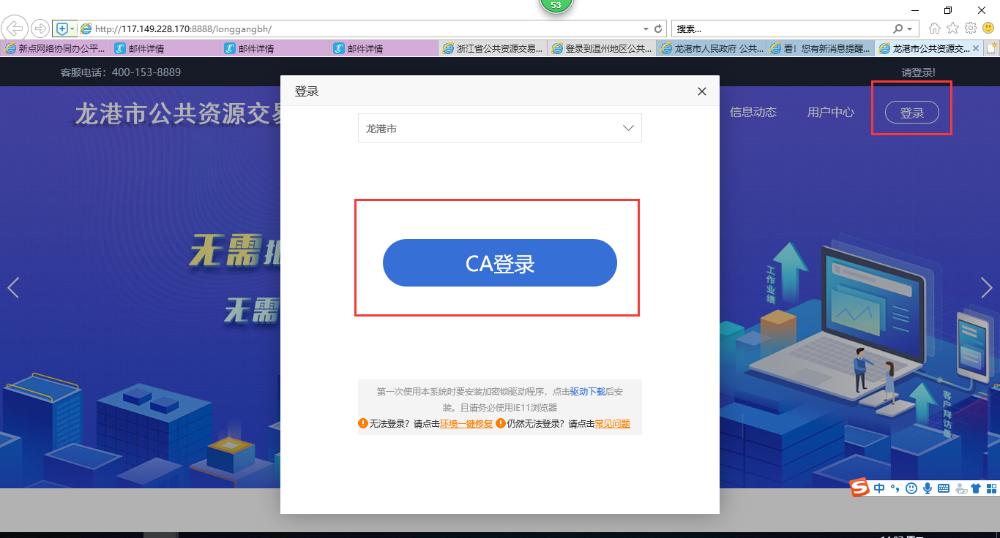 53
http://117.149.228.170:8888/longgangbh/
搜索...
新点网络协同办公平...
邮件详情
邮件详情
邮件详情
浙江省公共资源交易...
登录到温州地区公共...
龙港市人民政府 公共...
看！您有新消息提醒...
龙港市公共资源交...
客服电话：400-153-8889
请登录!
龙港市公共资源交易
信息动态
用户中心
登录
登录
龙港市
无需
无需
CA登录
工作业绩
客户拜访量
第一次使用本系统时要安装加密锁驱动程序，点击驱动下载后安
装。且请务必使用IE11浏览器
无法登录？请点击环境一键修复 仍然无法登录？请点击常见问题
中